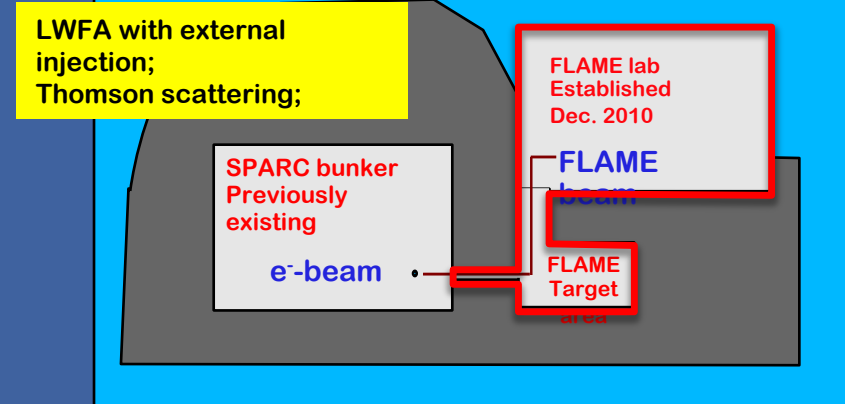 LWFA with external
injection;
Thomson scattering;
FLAME lab
Established
Dec. 2010
SPARC bunker
Previously
existing
FLAME
beam
e⁻-beam
FLAME
Target
area